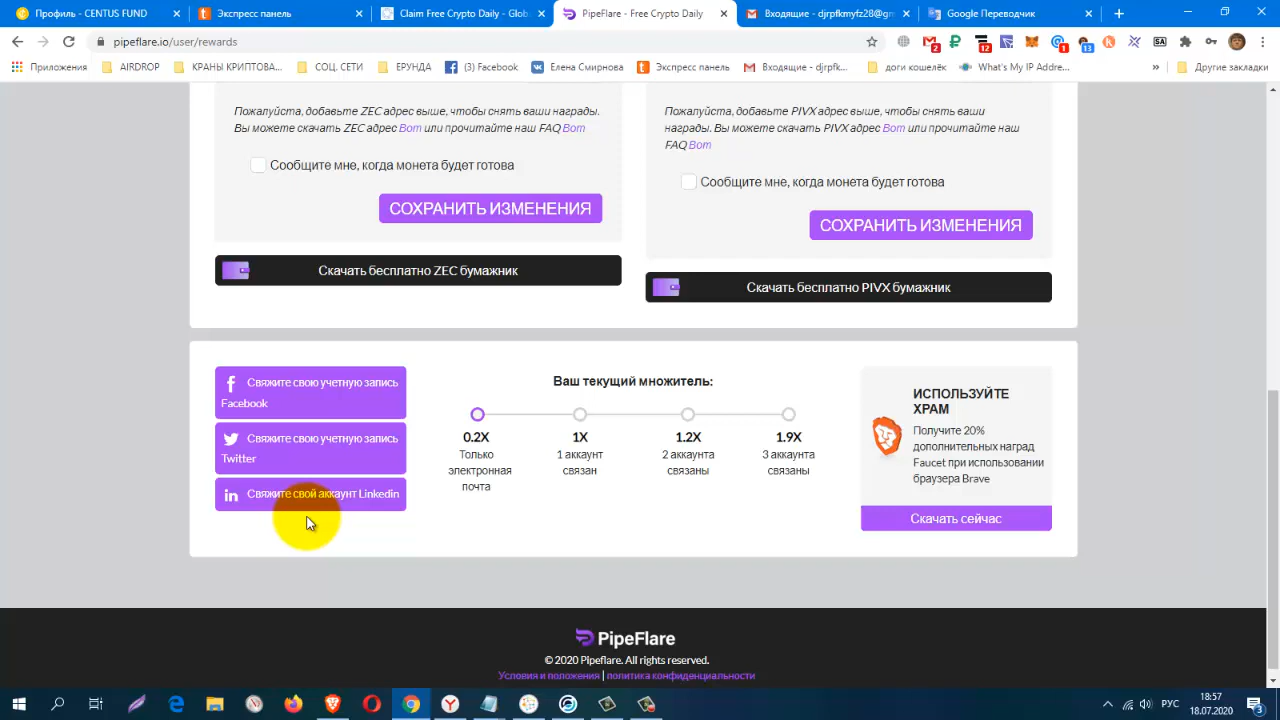 Профиль - CENTUS FUND
Экспресс панель
Claim Free Crypto Daily - Glob
PipeFlare - Free Crypto Daily
Входящие - djrpfkmyfz28@gm
Google Переводчик
pipeflare.io/user/rewards
2
12
1
13
SA
Приложения
AIRDROP
КРАНЫ КРИПТОВА...
СОЦ. СЕТИ
ЕРУНДА
(3) Facebook
Елена Смирнова
Экспресс панель
Входящие - djrpfk...
доги кошелёк
What's My IP Addre...
»
Другие закладки
Пожалуйста, добавьте ZEC адрес выше, чтобы снять ваши награды.
Вы можете скачать ZEC адрес Вот или прочитайте наш FAQ Вот
Сообщите мне, когда монета будет готова
СОХРАНИТЬ ИЗМЕНЕНИЯ
Скачать бесплатно ZEC бумажник
Пожалуйста, добавьте PIVX адрес выше, чтобы снять ваши
награды. Вы можете скачать PIVX адрес Вот или прочитайте наш
FAQ Вот
Сообщите мне, когда монета будет готова
СОХРАНИТЬ ИЗМЕНЕНИЯ
Скачать бесплатно PIVX бумажник
Свяжите свою учетную запись
Facebook
Свяжите свою учетную запись
Twitter
Свяжите свой аккаунт Linkedin
Ваш текущий множитель:
0.2X
Только
электронная
почта
1X
1 аккаунт
связан
1.2X
2 аккаунта
связаны
1.9X
3 аккаунта
связаны
ИСПОЛЬЗУЙТЕ
ХРАМ
Получите 20%
дополнительных наград
Faucet при использовании
браузера Brave
Скачать сейчас
PipeFlare
© 2020 Pipeflare. All rights reserved.
Условия и положения | политика конфиденциальности
РУС
18:57
18.07.2020
3